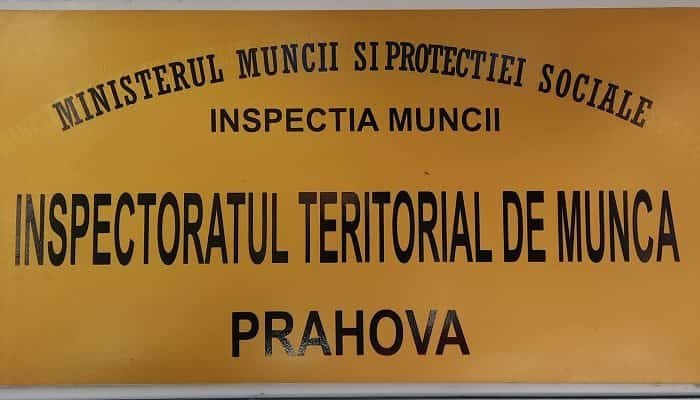 MINISTERUL MUNCII SI PROTECTIEI SOCIALE
INSPECTIA MUNCII
INSPECTORATUL TERITORIAL DE MUNCA
PRAHOVA